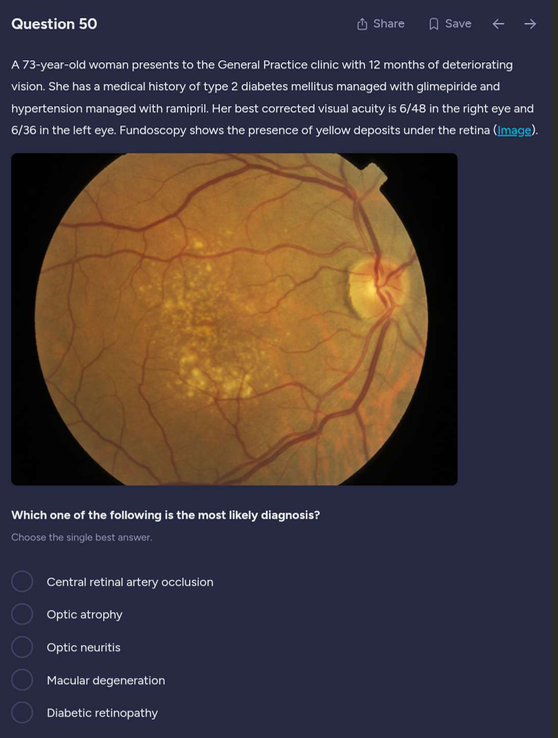 Question 50
Share
Save
A 73-year-old woman presents to the General Practice clinic with 12 months of deteriorating
vision. She has a medical history of type 2 diabetes mellitus managed with glimepiride and
hypertension managed with ramipril. Her best corrected visual acuity is 6/48 in the right eye and
6/36 in the left eye. Fundoscopy shows the presence of yellow deposits under the retina (Image).
Which one of the following is the most likely diagnosis?
Choose the single best answer.
Central retinal artery occlusion
Optic atrophy
Optic neuritis
Macular degeneration
Diabetic retinopathy